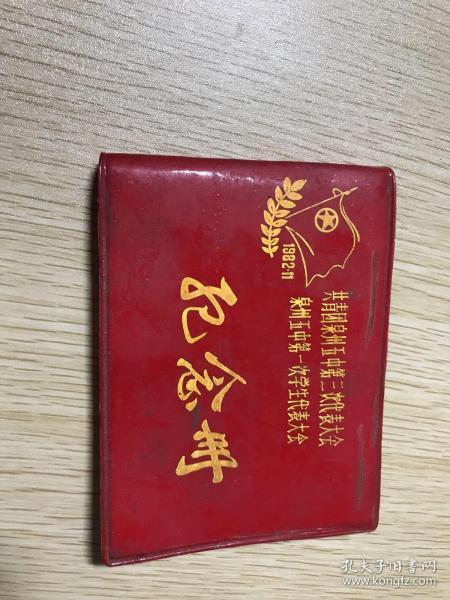 1982·11
共青团泉州五中第三次代表大会
泉州五中第一次学生代表大会
纪念册
孔夫子旧书网
www.kongfz.com